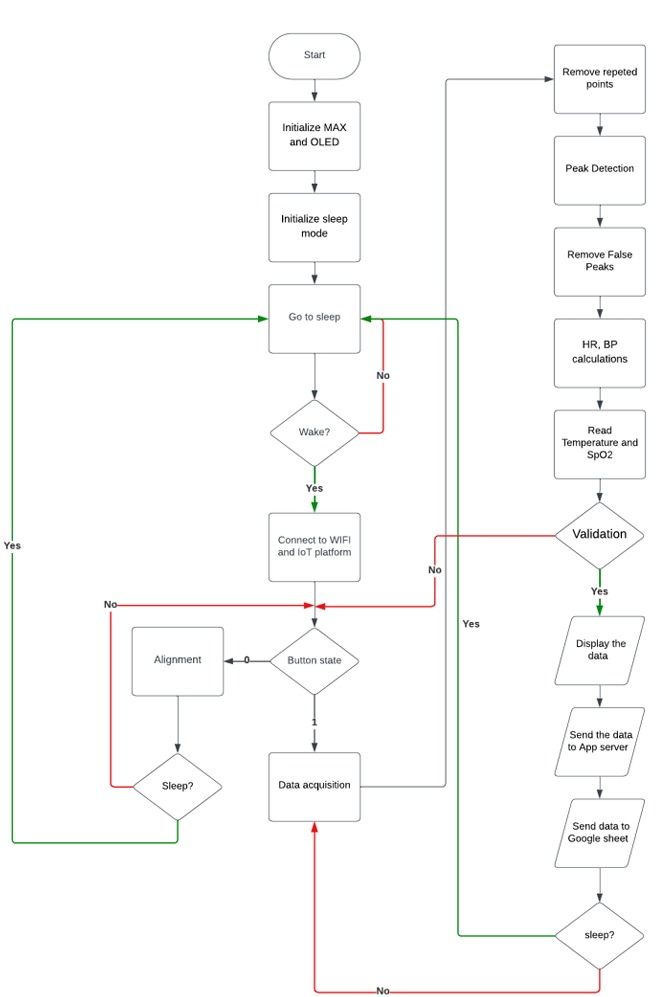 Start
Initialize MAX
and OLED
Initialize sleep
mode
Go to sleep
No
Wake?
Yes
Connect to WIFI
and IoT platform
Yes
No
Alignment
0
Button state
1
Sleep?
Data acquisition
Remove repeted
points
Peak Detection
Remove False
Peaks
HR, BP
calculations
Read
Temperature and
SpO2
Validation
No
Yes
Yes
Display the
data
Send the data
to App server
Send data to
Google sheet
sleep?
No